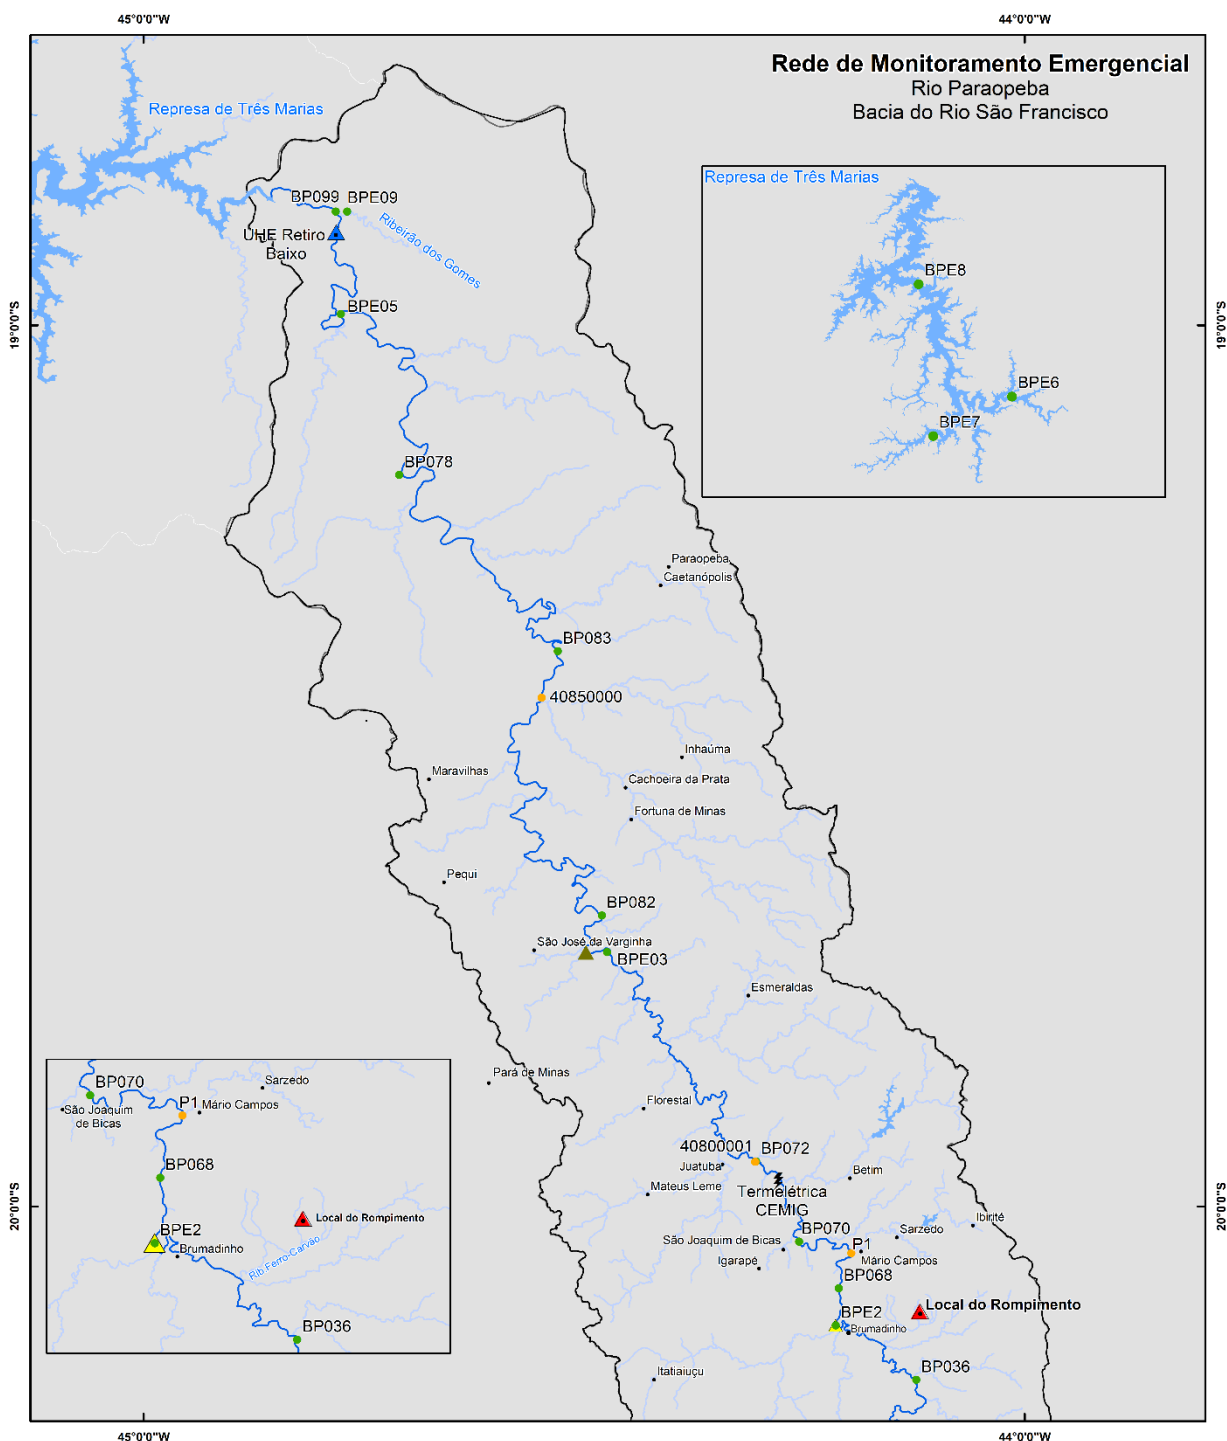 45°0'0"W
44°0'0"W
Rede de Monitoramento Emergencial
Rio Paraopeba
Bacia do Rio São Francisco
Represa de Três Marias
Represa de Três Marias
BPE8
BPE6
BPE7
BP099
BPE09
Ribeirão dos Gomes
UHE Retiro
Baixo
BPE05
19°0'0"S
19°0'0"S
BP078
Paraopeba
Caetanópolis
BP083
40850000
Inhaúma
Maravilhas
Cachoeira da Prata
Fortuna de Minas
Pequi
BP082
São José da Varginha
BPE03
Esmeraldas
Pará de Minas
Florestal
40800001
BP072
Juatuba
Betim
Mateus Leme
Termelétrica
CEMIG
20°0'0"S
20°0'0"S
Ibirité
BP070
Sarzedo
São Joaquim de Bicas
P1
Mário Campos
Igarapé
BP068
Local do Rompimento
BPE2
Brumadinho
Itatiaiuçu
BP036
BP070
Sarzedo
São Joaquim
de Bicas
P1
Mário Campos
BP068
Local do Rompimento
BPE2
Brumadinho
Rib Ferro-Carvão
BP036
45°0'0"W
44°0'0"W